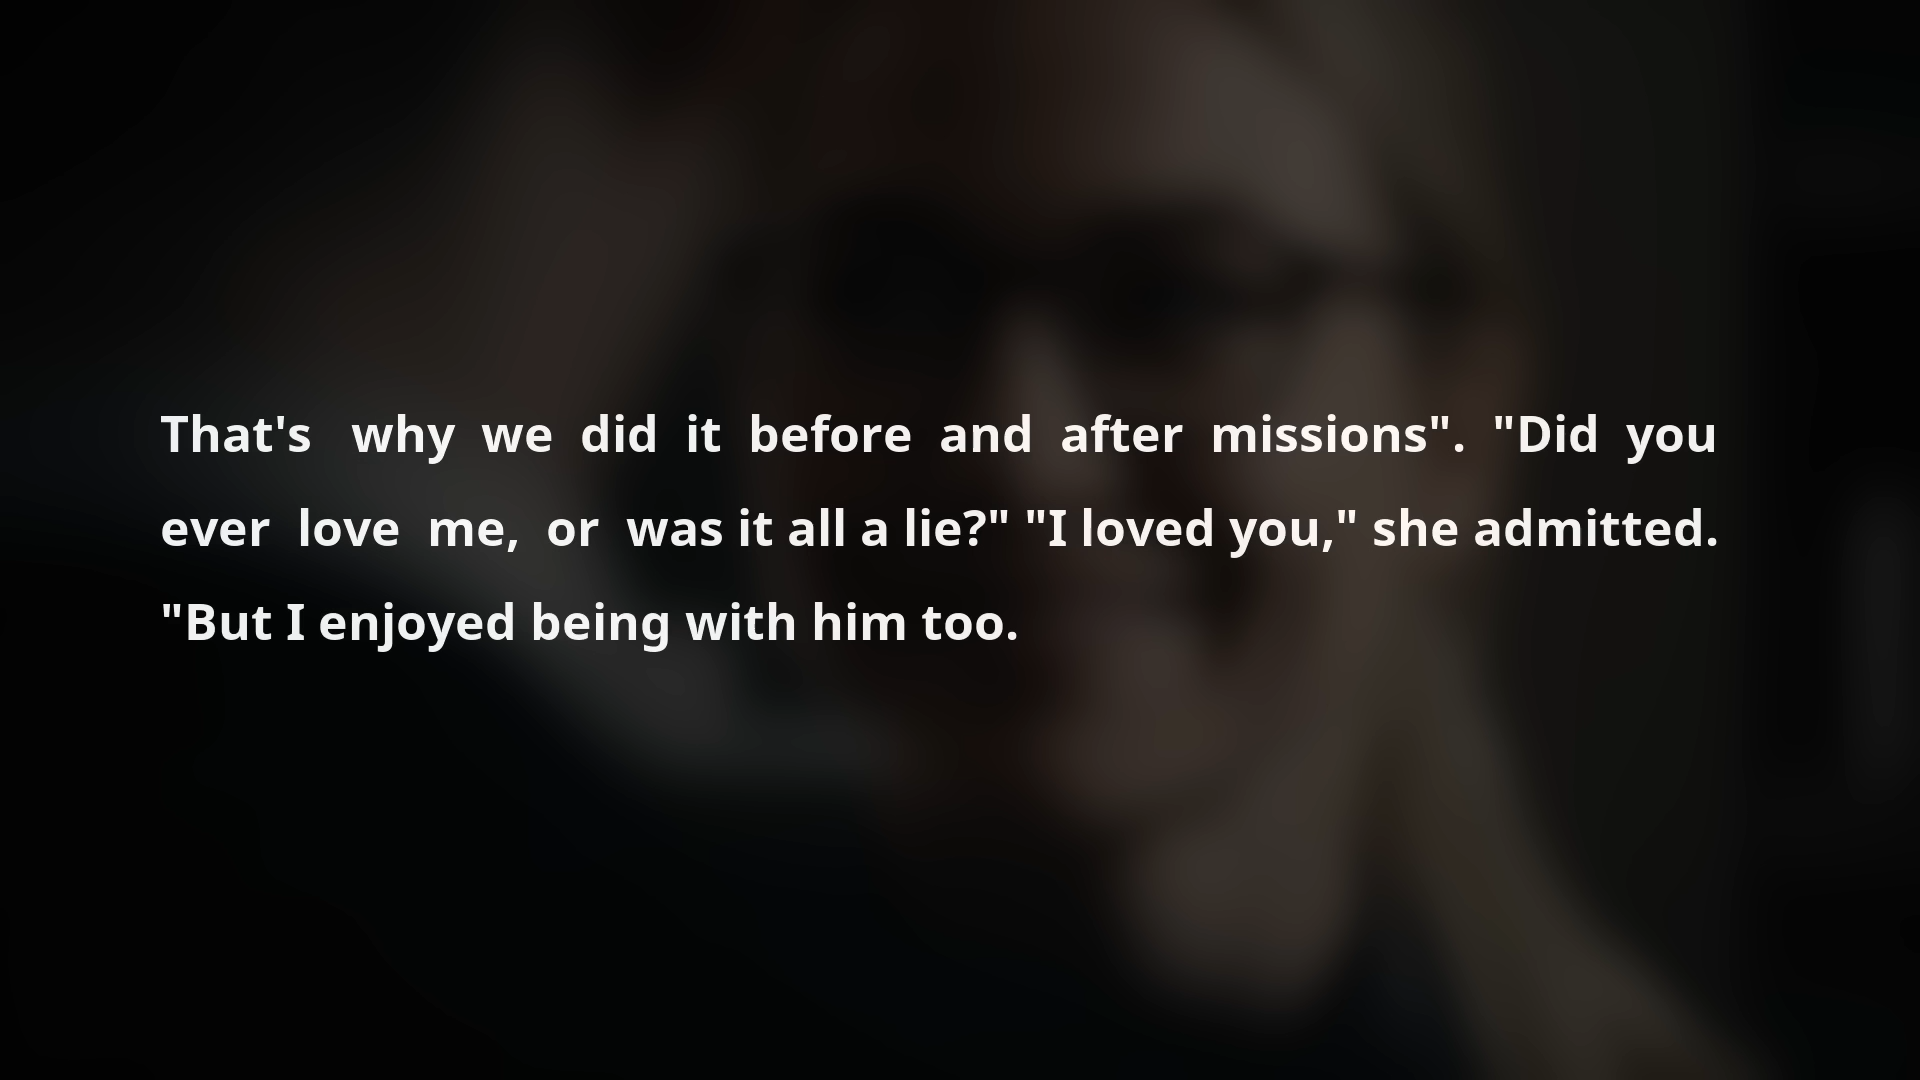 That's why we did it before and after missions". "Did you
ever love me, or was it all a lie?" "I loved you," she admitted.
"But I enjoyed being with him too.